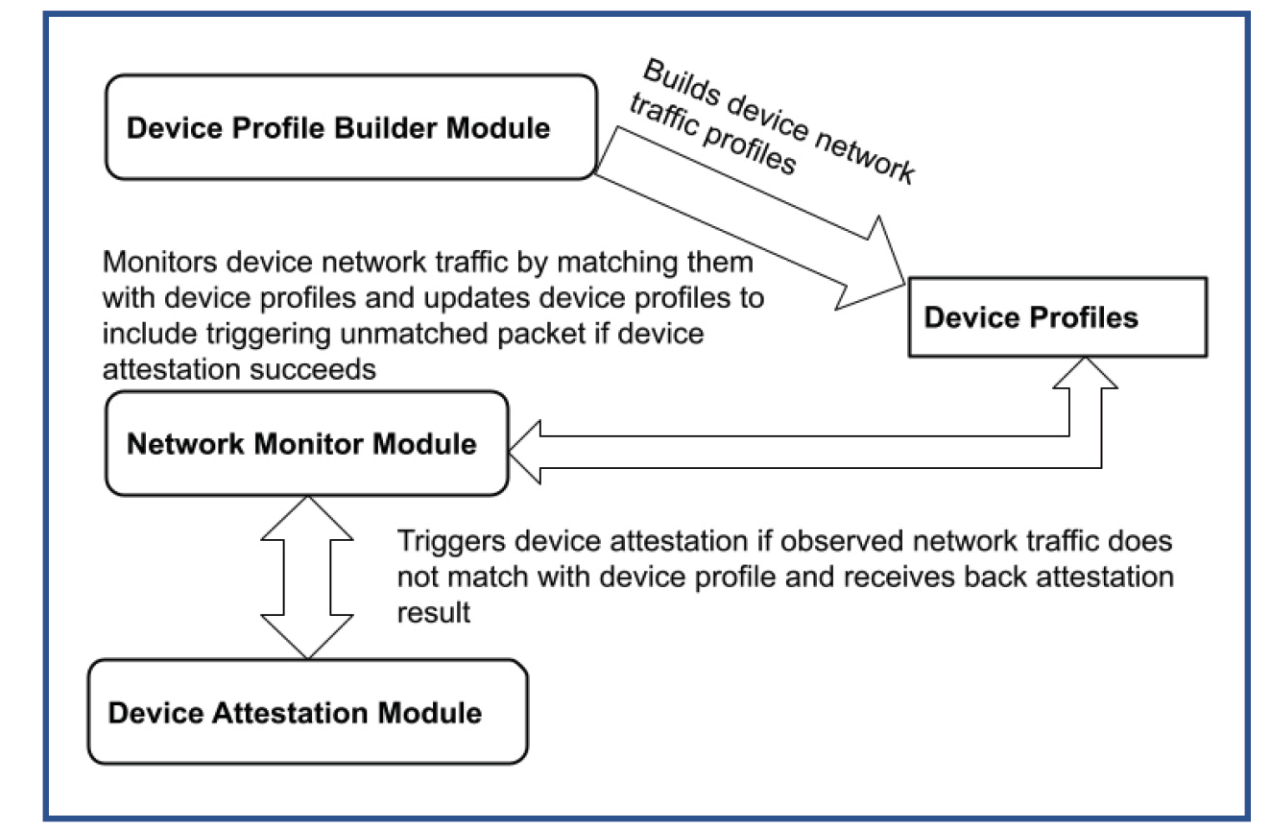 Device Profile Builder Module
Builds device network
traffic profiles
Monitors device network traffic by matching them
with device profiles and updates device profiles to
include triggering unmatched packet if device
attestation succeeds
Device Profiles
Network Monitor Module
Triggers device attestation if observed network traffic does
not match with device profile and receives back attestation
result
Device Attestation Module